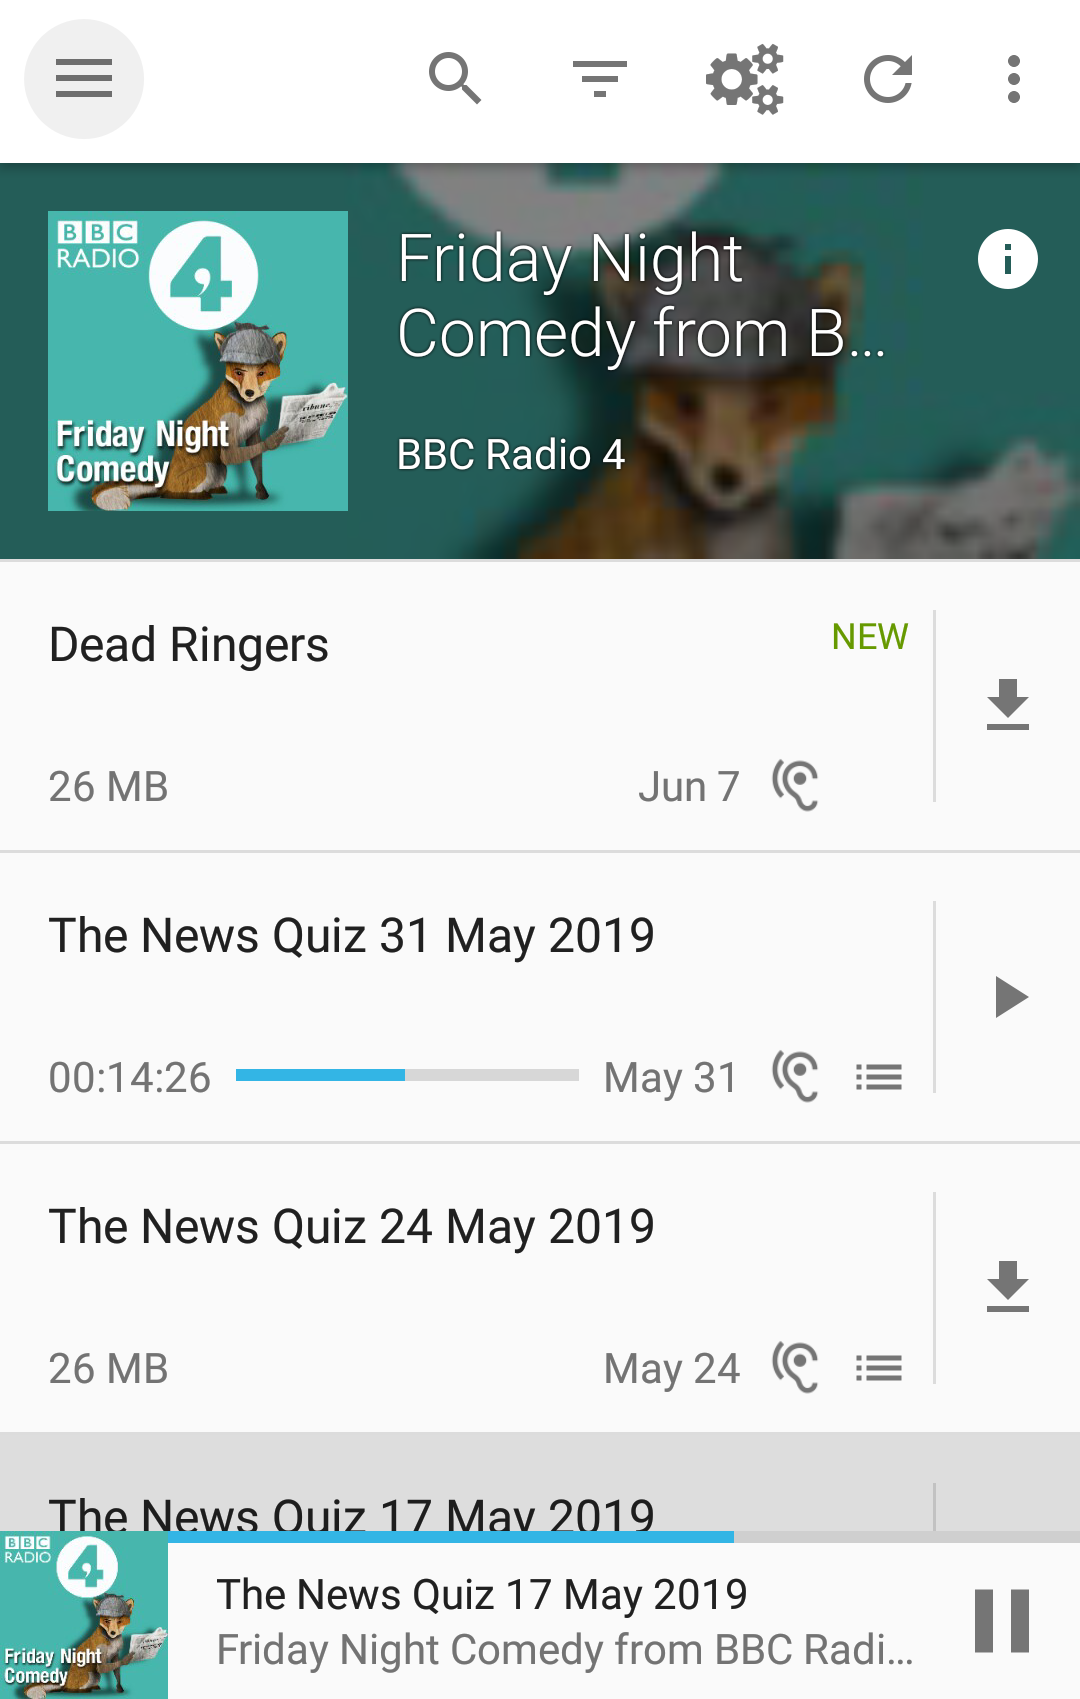 BBC
RADIO
4
Friday Night
Comedy
Friday Night
Comedy from B...
BBC Radio 4
Dead Ringers
NEW
26 MB
Jun 7
The News Quiz 31 May 2019
00:14:26
May 31
The News Quiz 24 May 2019
26 MB
May 24
The News Quiz 17 May 2019
BBC
RADIO
4
Friday Night
Comedy
The News Quiz 17 May 2019
Friday Night Comedy from BBC Radi...